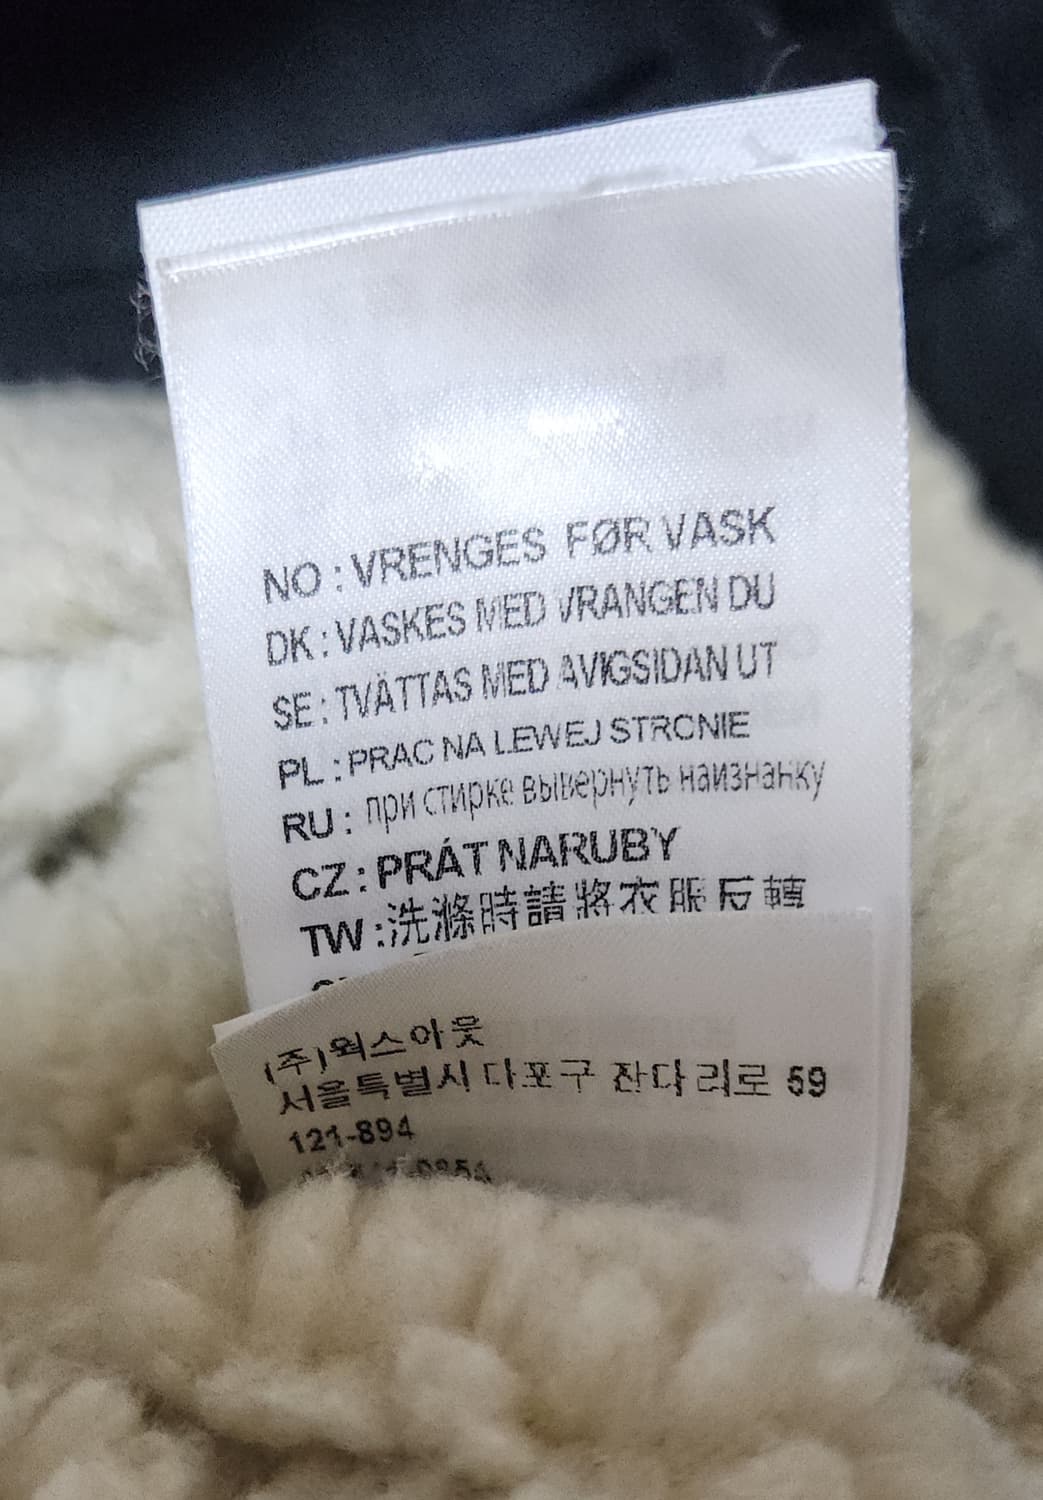 NO : VRENGES FØR VASK
DK : VASKES MED VRANGEN DU
SE : TVÄTTAS MED AVIGSIDAN UT
PL : PRAC NA LEWEJ STRONIE
RU : при стирке вывернуть наизнанку
CZ : PRÁT NARUBY
TW :洗滌時請將衣服反轉
(주)웍스아웃
서울특별시 마포구 잔다리로 59
121-894